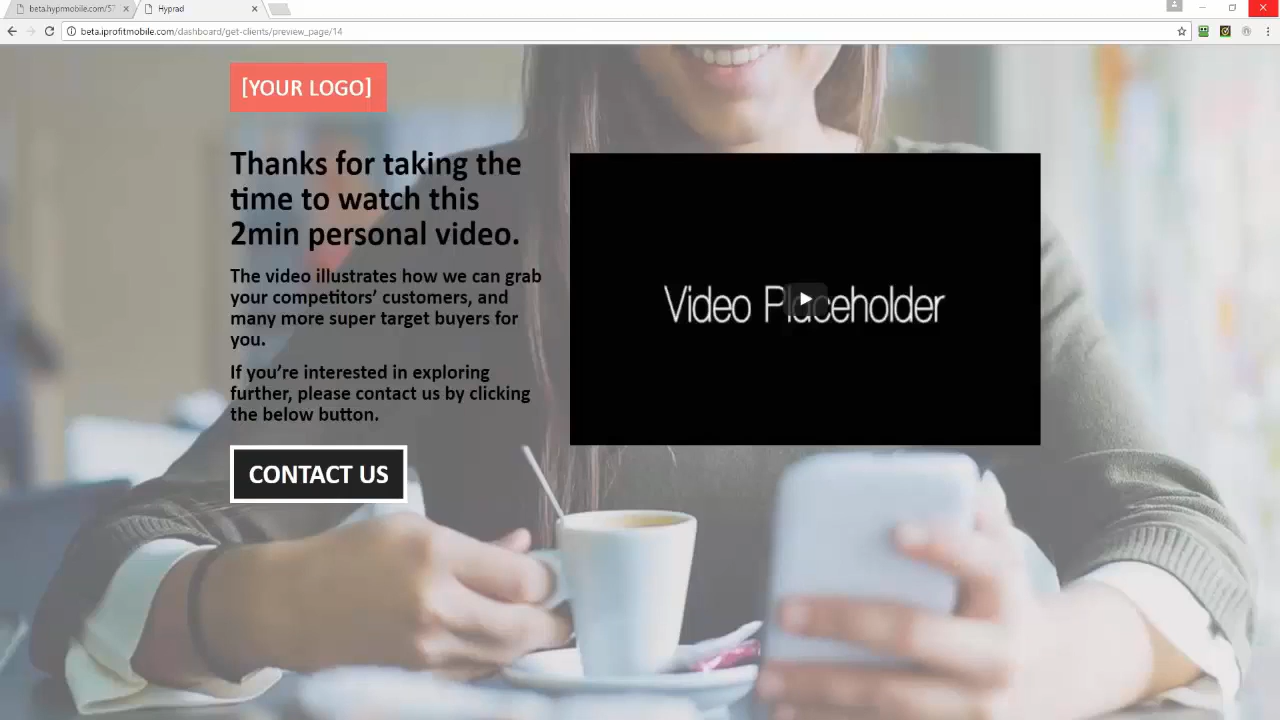 beta.hypmobile.com/57
Hyprad
beta.iprofitmobile.com/dashboard/get-clients/preview_page/14
[YOUR LOGO]
Thanks for taking the
time to watch this
2min personal video.
The video illustrates how we can grab
your competitors’ customers, and
many more super target buyers for
you.
If you’re interested in exploring
further, please contact us by clicking
the below button.
CONTACT US
Video Placeholder